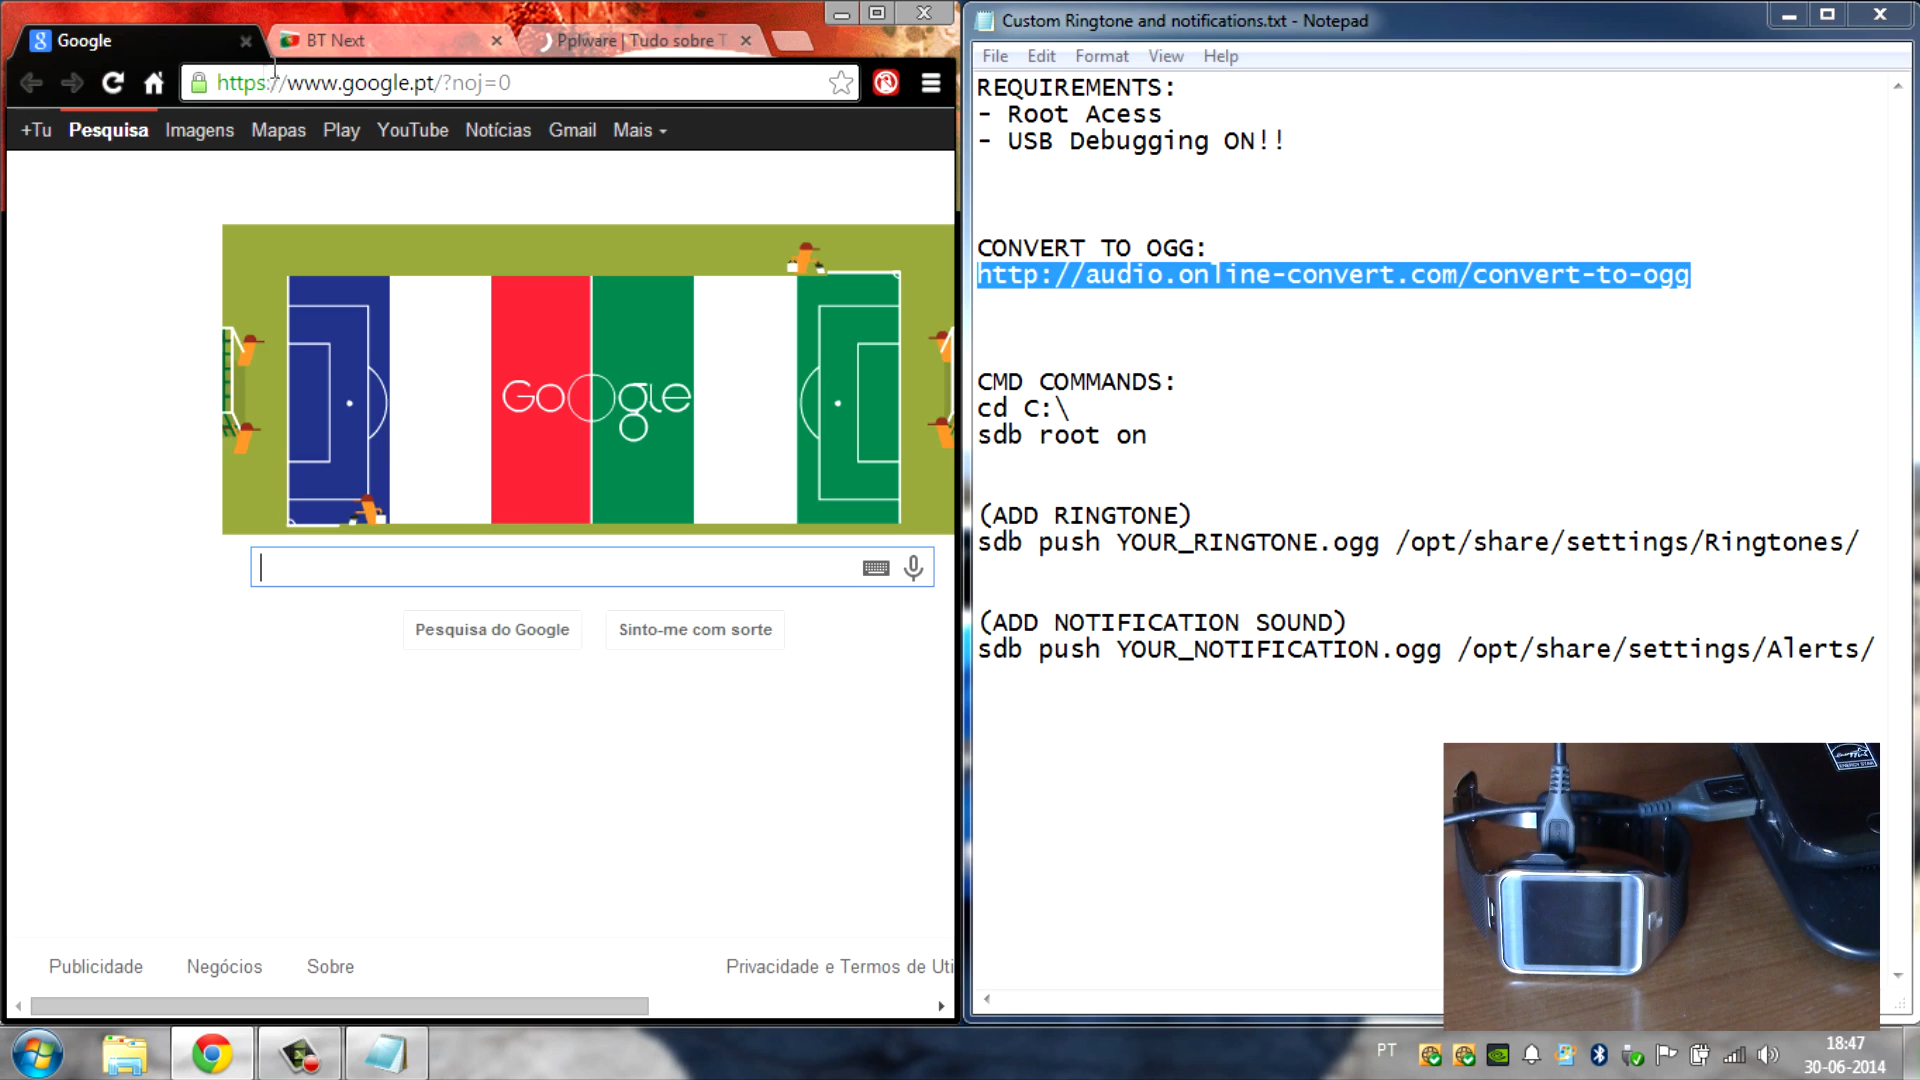 Google
BT Next
Pplware | Tudo sobre T
https://www.google.pt/?noj=0
+Tu Pesquisa Imagens Mapas Play YouTube Notícias Gmail Mais
Google
Pesquisa do Google
Sinto-me com sorte
Publicidade Negócios Sobre Privacidade e Termos de Uti
Custom Ringtone and notifications.txt - Notepad
File Edit Format View Help
REQUIREMENTS:
- Root Acess
- USB Debugging ON!!
CONVERT TO OGG:
http://audio.online-convert.com/convert-to-ogg
CMD COMMANDS:
cd C:\
sdb root on
(ADD RINGTONE)
sdb push YOUR_RINGTONE.ogg /opt/share/settings/Ringtones/
(ADD NOTIFICATION SOUND)
sdb push YOUR_NOTIFICATION.ogg /opt/share/settings/Alerts/
ENERGY STAR
PT
18:47
30-06-2014